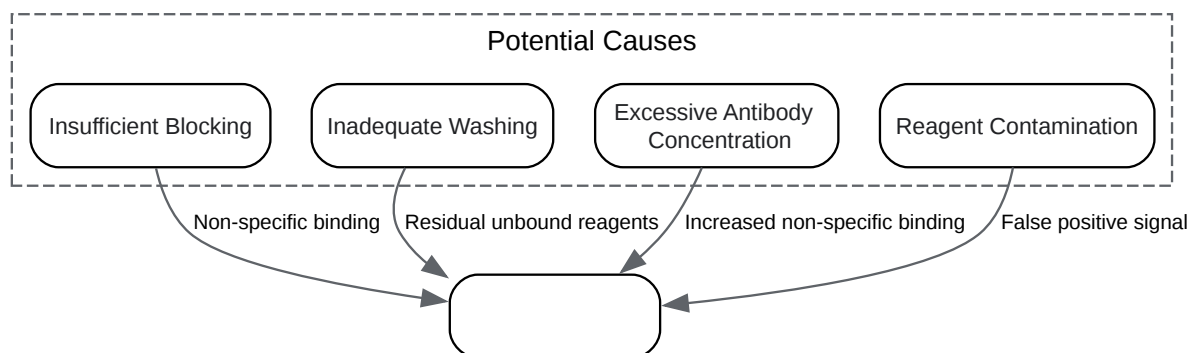 Potential Causes
Insufficient Blocking
Inadequate Washing
Excessive Antibody
Concentration
Reagent Contamination
Non-specific binding
Residual unbound reagents
Increased non-specific binding
False positive signal